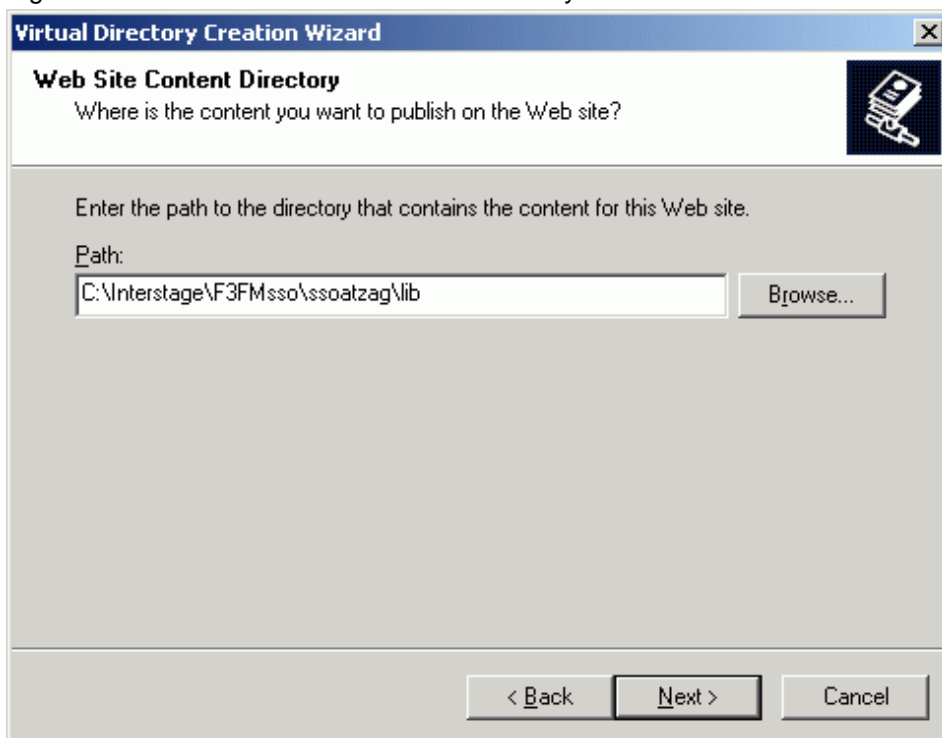 Virtual Directory Creation Wizard
Web Site Content Directory
Where is the content you want to publish on the Web site?
Enter the path to the directory that contains the content for this Web site.
Path:
C:\Interstage\F3FMsso\ssoatzag\lib
Browse...
< Back
Next >
Cancel